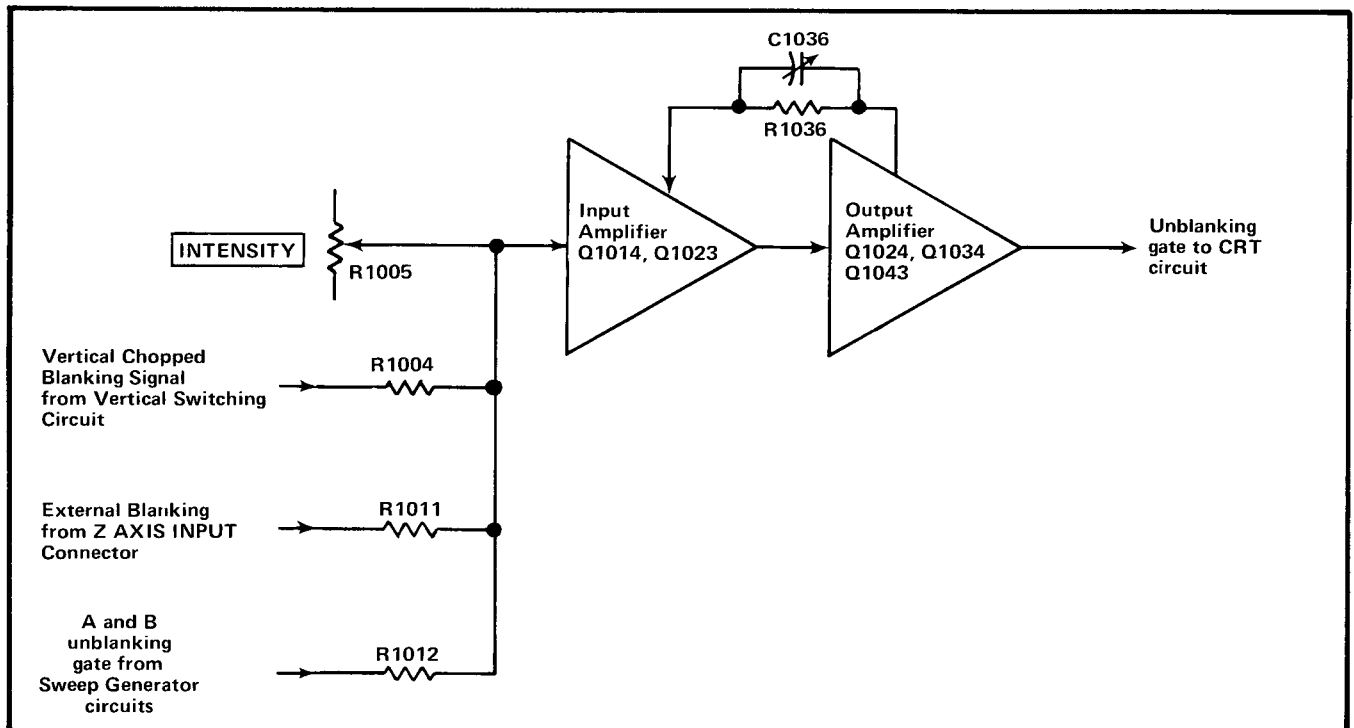 C1036
R1036
Input
Amplifier
Q1014, Q1023
Output
Amplifier
Q1024, Q1034
Q1043
Unblanking
gate to CRT
circuit
INTENSITY
R1005
Vertical Chopped
Blanking Signal
from Vertical Switching
Circuit
R1004
External Blanking
from Z AXIS INPUT
Connector
R1011
A and B
unblanking
gate from
Sweep Generator
circuits
R1012